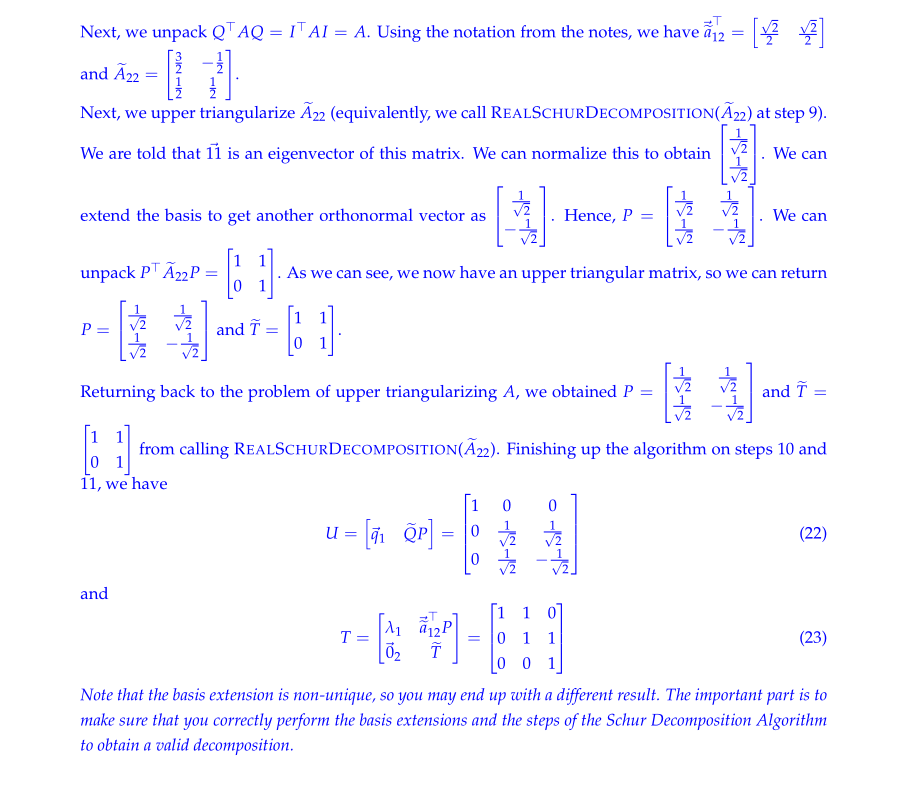 Next, we unpack $Q^\top A Q = I^\top A I = A$. Using the notation from the notes, we have $\vec{\widetilde{a}}_{12}^\top = \begin{bmatrix} \frac{\sqrt{2}}{2} & \frac{\sqrt{2}}{2} \end{bmatrix}$
and $\widetilde{A}_{22} = \begin{bmatrix} \frac{3}{2} & -\frac{1}{2} \\ \frac{1}{2} & \frac{1}{2} \end{bmatrix}$.
Next, we upper triangularize $\widetilde{A}_{22}$ (equivalently, we call REALSCHURDECOMPOSITION($\widetilde{A}_{22}$) at step 9).
We are told that $\vec{11}$ is an eigenvector of this matrix. We can normalize this to obtain $\begin{bmatrix} \frac{1}{\sqrt{2}} \\ \frac{1}{\sqrt{2}} \end{bmatrix}$. We can
extend the basis to get another orthonormal vector as $\begin{bmatrix} \frac{1}{\sqrt{2}} \\ -\frac{1}{\sqrt{2}} \end{bmatrix}$. Hence, $P = \begin{bmatrix} \frac{1}{\sqrt{2}} & \frac{1}{\sqrt{2}} \\ \frac{1}{\sqrt{2}} & -\frac{1}{\sqrt{2}} \end{bmatrix}$. We can
unpack $P^\top \widetilde{A}_{22} P = \begin{bmatrix} 1 & 1 \\ 0 & 1 \end{bmatrix}$. As we can see, we now have an upper triangular matrix, so we can return
$P = \begin{bmatrix} \frac{1}{\sqrt{2}} & \frac{1}{\sqrt{2}} \\ \frac{1}{\sqrt{2}} & -\frac{1}{\sqrt{2}} \end{bmatrix}$ and $\widetilde{T} = \begin{bmatrix} 1 & 1 \\ 0 & 1 \end{bmatrix}$.
Returning back to the problem of upper triangularizing $A$, we obtained $P = \begin{bmatrix} \frac{1}{\sqrt{2}} & \frac{1}{\sqrt{2}} \\ \frac{1}{\sqrt{2}} & -\frac{1}{\sqrt{2}} \end{bmatrix}$ and $\widetilde{T} =$
$\begin{bmatrix} 1 & 1 \\ 0 & 1 \end{bmatrix}$ from calling REALSCHURDECOMPOSITION($\widetilde{A}_{22}$). Finishing up the algorithm on steps 10 and
11, we have
$U = \begin{bmatrix} \vec{q}_1 & \widetilde{Q}P \end{bmatrix} = \begin{bmatrix} 1 & 0 & 0 \\ 0 & \frac{1}{\sqrt{2}} & \frac{1}{\sqrt{2}} \\ 0 & \frac{1}{\sqrt{2}} & -\frac{1}{\sqrt{2}} \end{bmatrix}$ (22)
and
$T = \begin{bmatrix} \lambda_1 & \vec{\widetilde{a}}_{12}^\top P \\ \vec{0}_2 & \widetilde{T} \end{bmatrix} = \begin{bmatrix} 1 & 1 & 0 \\ 0 & 1 & 1 \\ 0 & 0 & 1 \end{bmatrix}$ (23)
Note that the basis extension is non-unique, so you may end up with a different result. The important part is to
make sure that you correctly perform the basis extensions and the steps of the Schur Decomposition Algorithm
to obtain a valid decomposition.